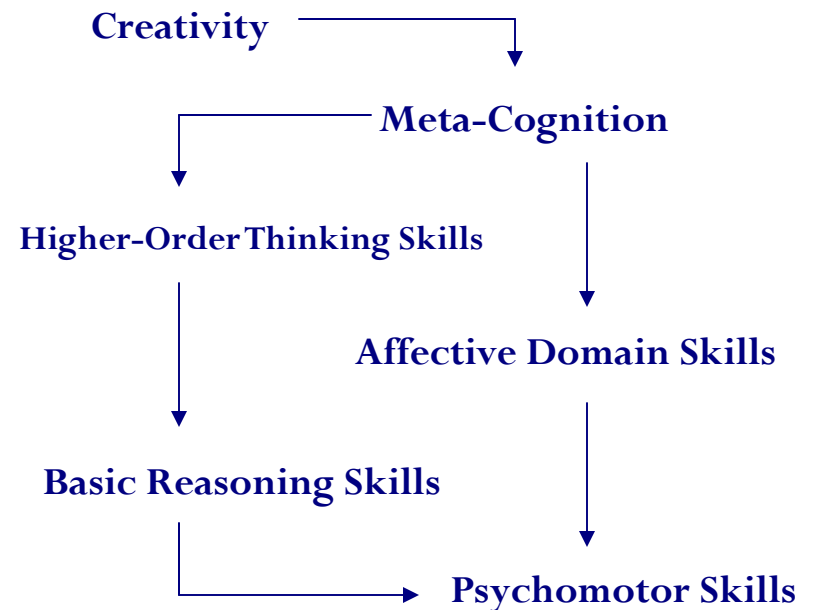 Creativity
Meta-Cognition
Higher-Order Thinking Skills
Affective Domain Skills
Basic Reasoning Skills
Psychomotor Skills